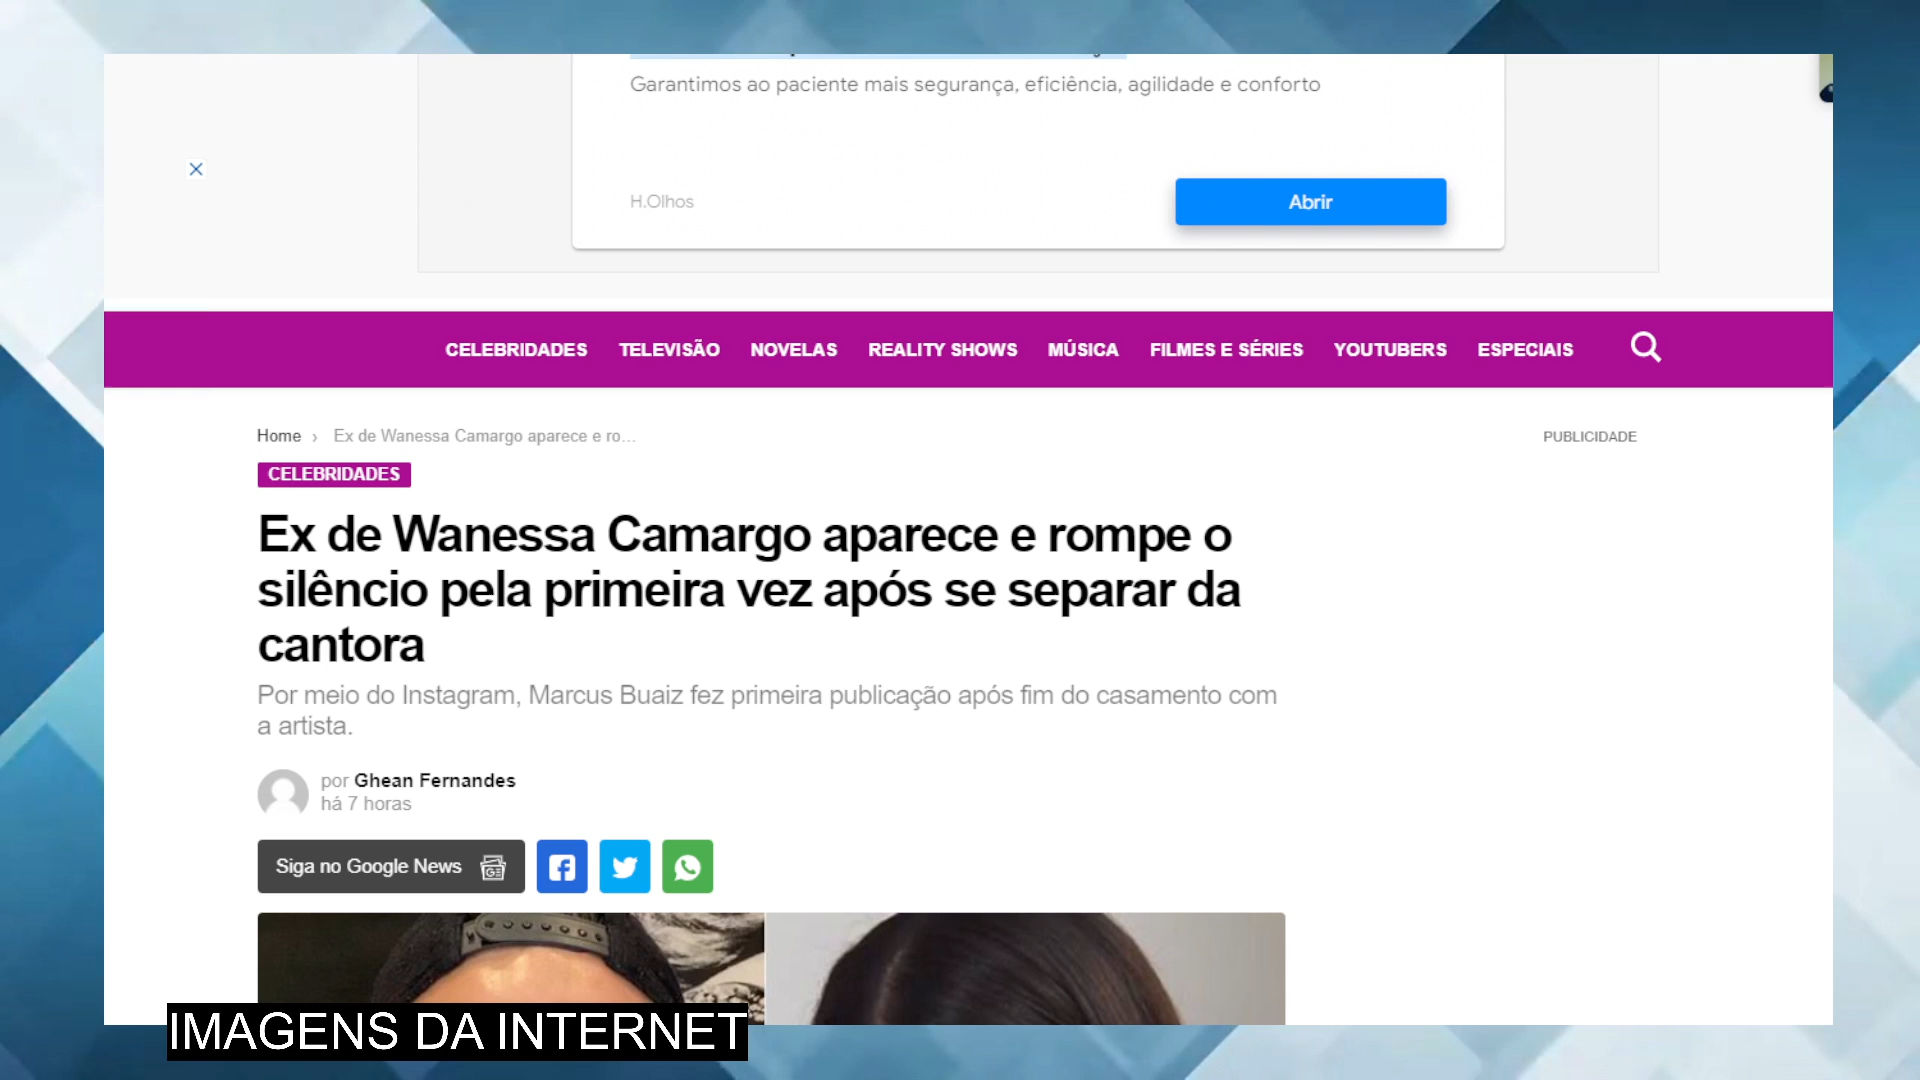 Garantimos ao paciente mais segurança, eficiência, agilidade e conforto
H.Olhos
Abrir
CELEBRIDADES TELEVISÃO NOVELAS REALITY SHOWS MÚSICA FILMES E SÉRIES YOUTUBERS ESPECIAIS
Home › Ex de Wanessa Camargo aparece e ro...
PUBLICIDADE
CELEBRIDADES
Ex de Wanessa Camargo aparece e rompe o
silêncio pela primeira vez após se separar da
cantora
Por meio do Instagram, Marcus Buaiz fez primeira publicação após fim do casamento com
a artista.
por Ghean Fernandes
há 7 horas
Siga no Google News
IMAGENS DA INTERNET